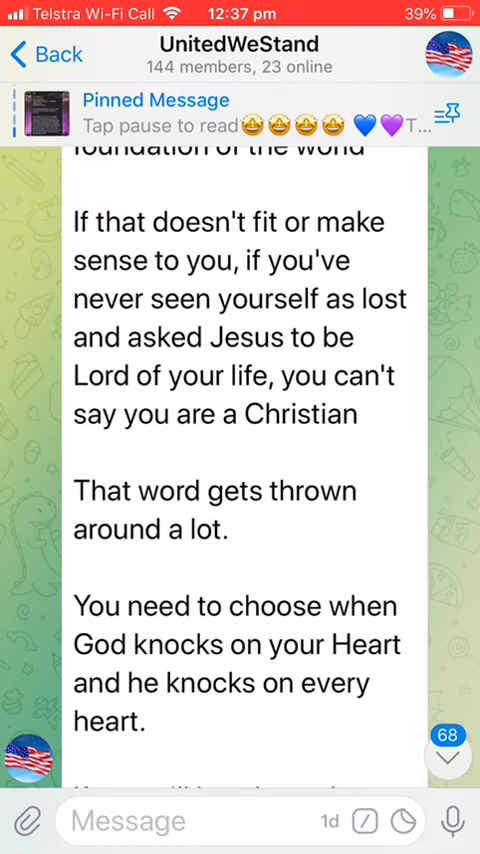 Telstra Wi-Fi Call 12:37 pm 39%
Back UnitedWeStand
144 members, 23 online
Pinned Message
Tap pause to read🤩🤩🤩🤩 💙💜T...
foundation of the world
If that doesn't fit or make
sense to you, if you've
never seen yourself as lost
and asked Jesus to be
Lord of your life, you can't
say you are a Christian
That word gets thrown
around a lot.
You need to choose when
God knocks on your Heart
and he knocks on every
heart.
68
Message 1d